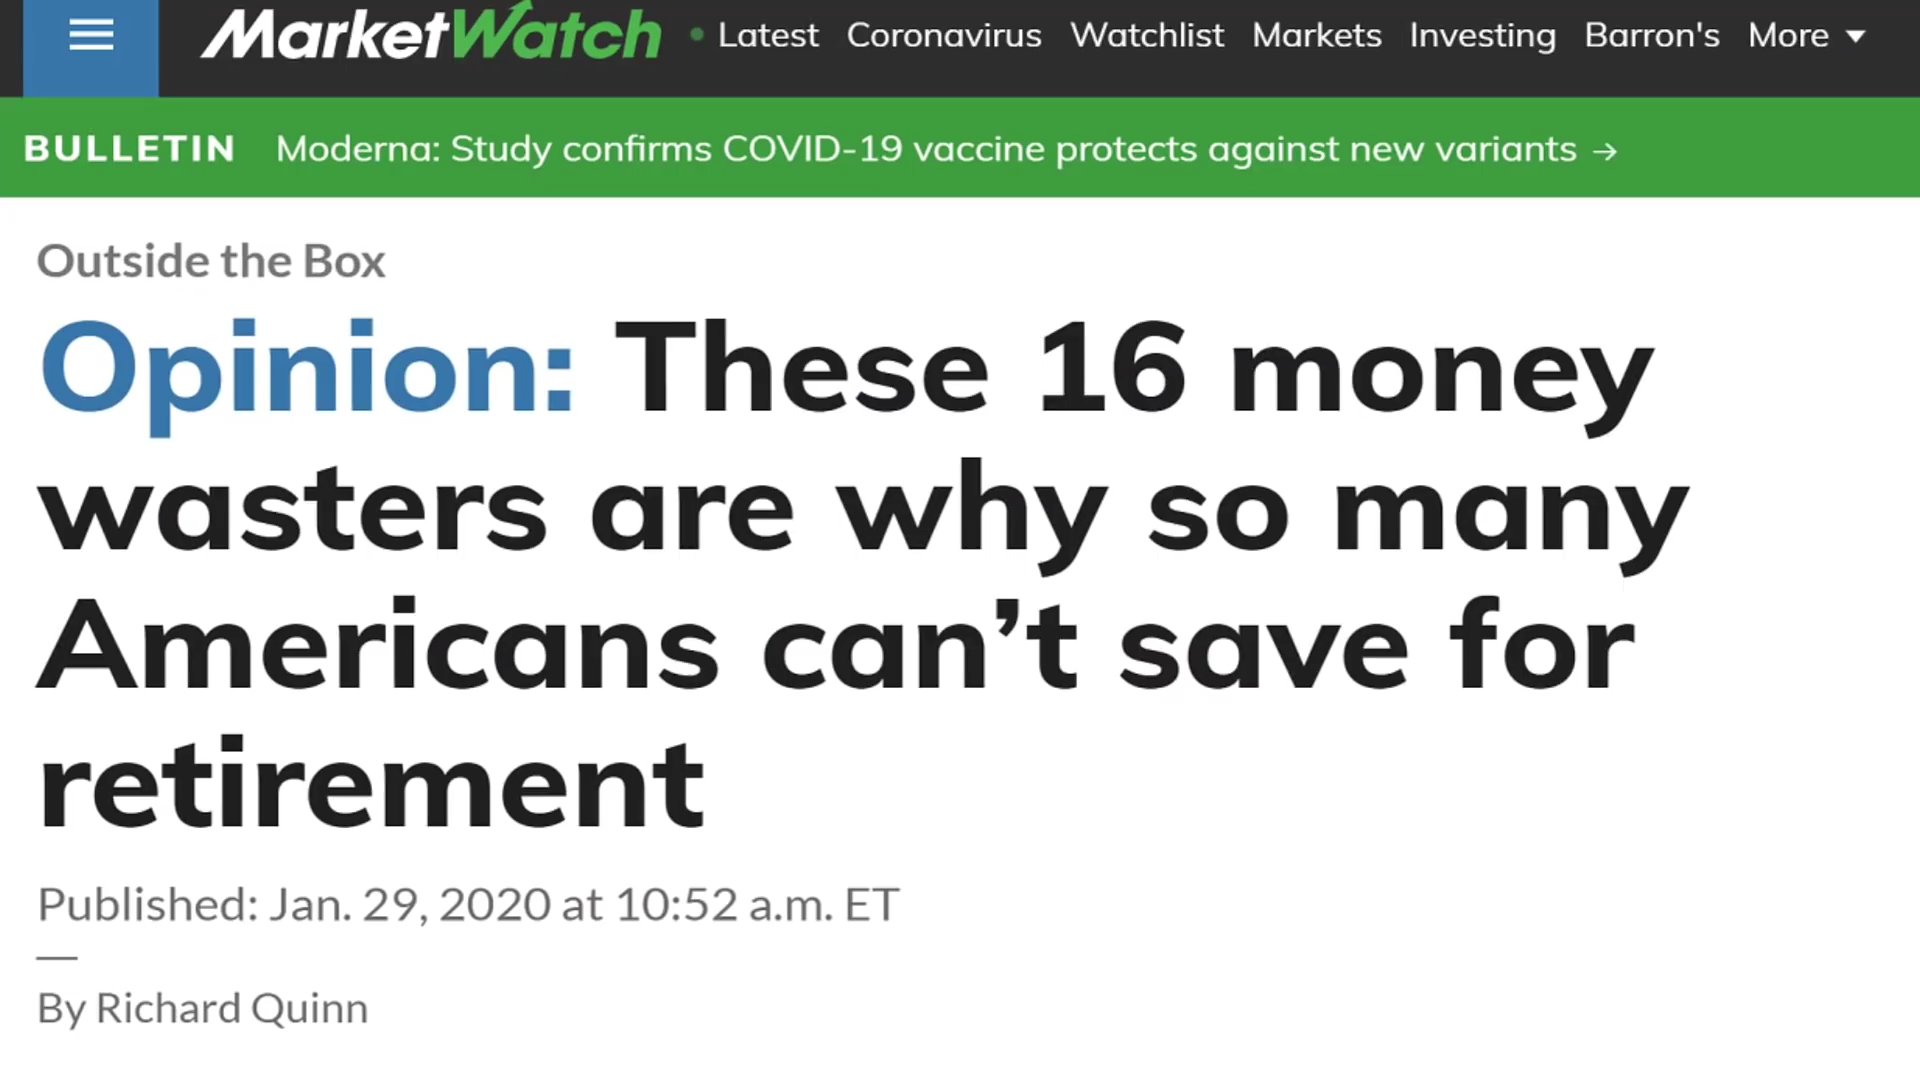 MarketWatch • Latest Coronavirus Watchlist Markets Investing Barron's More ▼
BULLETIN Moderna: Study confirms COVID-19 vaccine protects against new variants →
Outside the Box
Opinion: These 16 money
wasters are why so many
Americans can’t save for
retirement
Published: Jan. 29, 2020 at 10:52 a.m. ET
By Richard Quinn